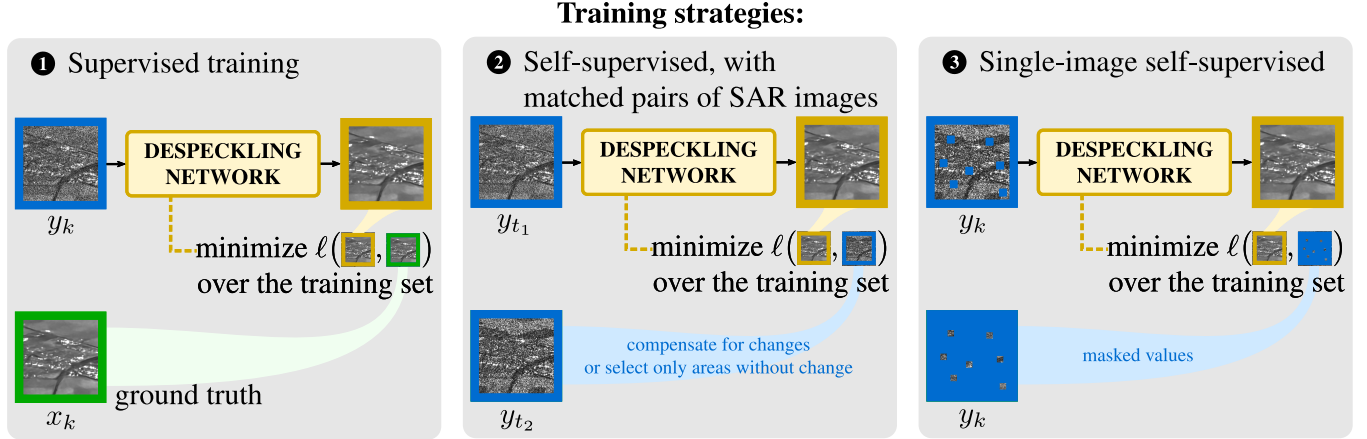 Training strategies:
❶ Supervised training
DESPECKLING
NETWORK
y_k
minimize ℓ( , )
over the training set
ground truth
x_k
❷ Self-supervised, with
matched pairs of SAR images
DESPECKLING
NETWORK
y_{t_1}
minimize ℓ( , )
over the training set
compensate for changes
or select only areas without change
y_{t_2}
❸ Single-image self-supervised
DESPECKLING
NETWORK
y_k
minimize ℓ( , )
over the training set
masked values
y_k